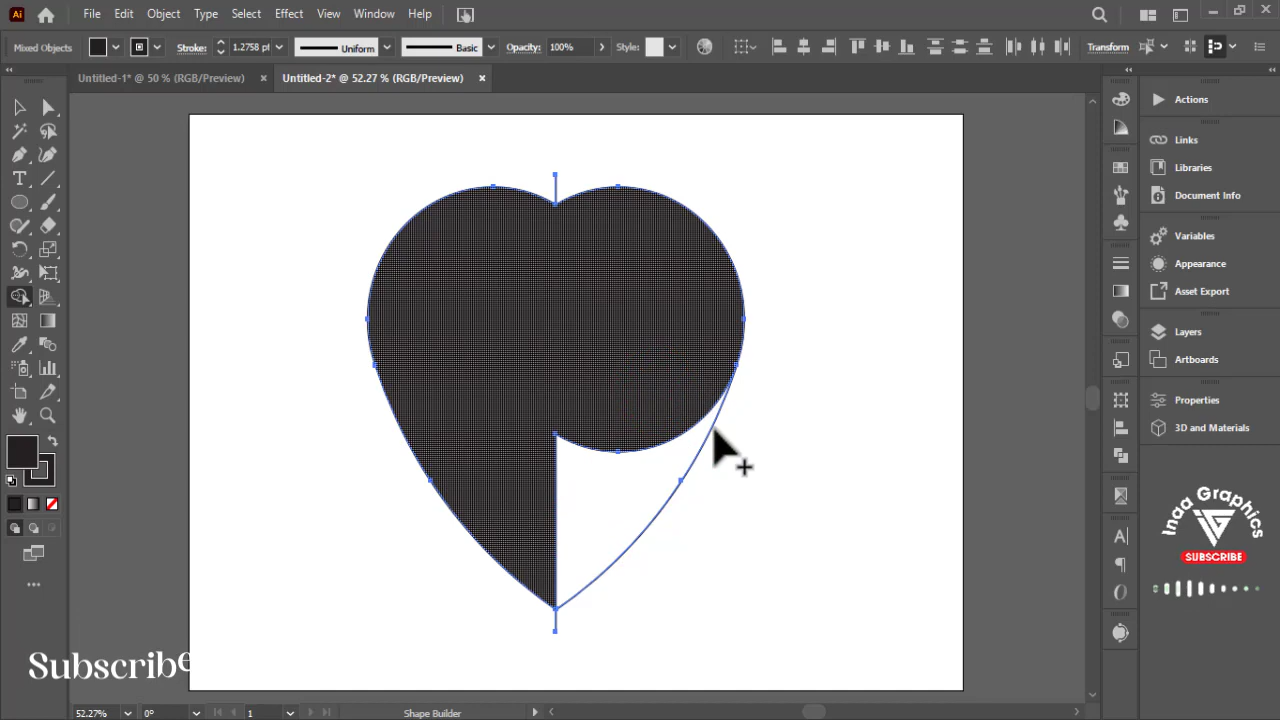 Ai File Edit Object Type Select Effect View Window Help
Mixed Objects Stroke: 1.2758 pt Uniform Basic Opacity: 100% Style: Transform
Untitled-1* @ 50 % (RGB/Preview) × Untitled-2* @ 52.27 % (RGB/Preview) ×
Actions
Links
Libraries
Document Info
Variables
Appearance
Asset Export
Layers
Artboards
Properties
3D and Materials
Inaa Graphics
SUBSCRIBE
Subscribe
52.27% 0° 1 Shape Builder